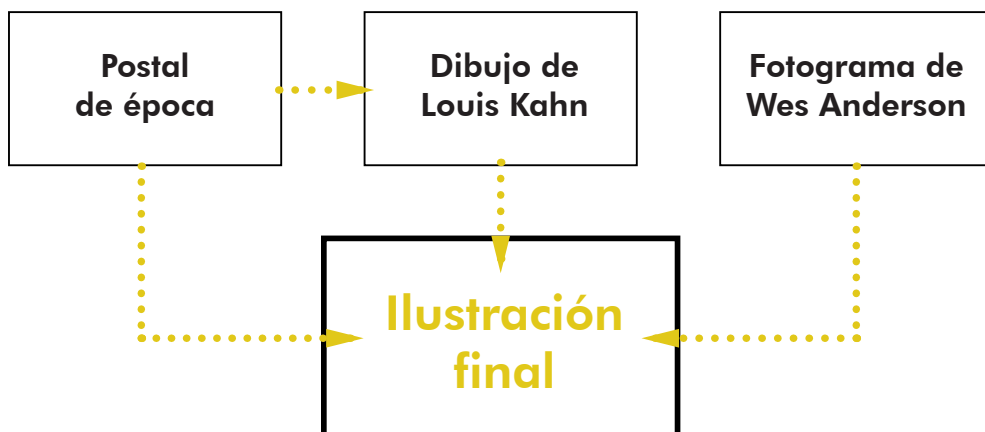 Postal
de época
Dibujo de
Louis Kahn
Fotograma de
Wes Anderson
Ilustración
final